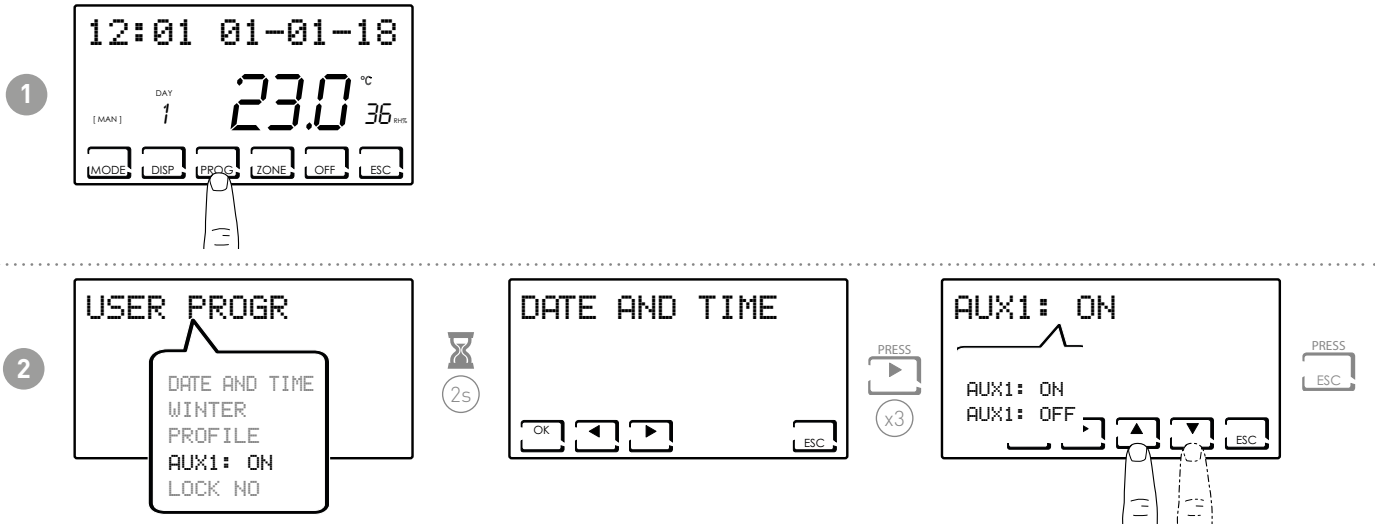 1
12:01 01-01-18
[ MAN ]
DAY
1
23.0 °C
36 RH%
MODE DISP PROG ZONE OFF ESC
2
USER PROGR
DATE AND TIME
WINTER
PROFILE
AUX1: ON
LOCK NO
2s
DATE AND TIME
OK ESC
PRESS
x3
AUX1: ON
AUX1: ON
AUX1: OFF
ESC
PRESS
ESC